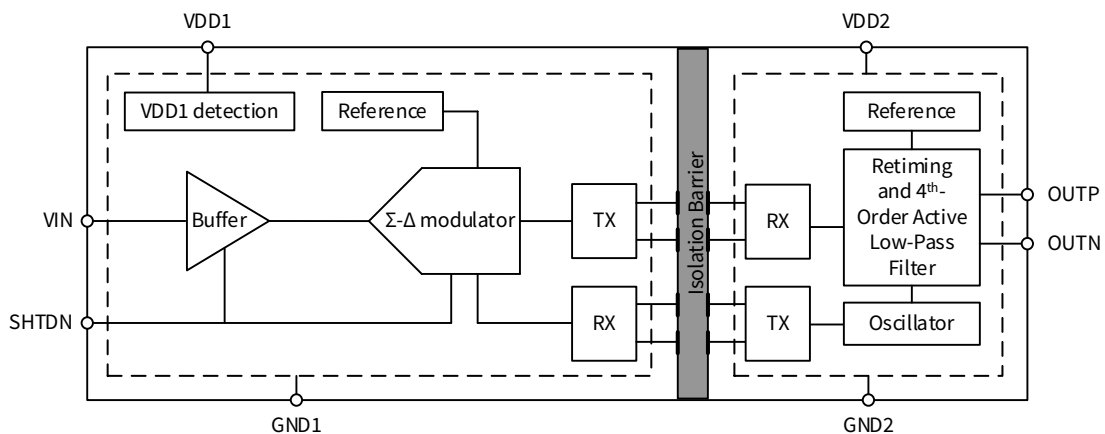 VDD1
VDD2
VDD1 detection
Reference
Reference
Isolation Barrier
VIN
Buffer
Σ-Δ modulator
TX
RX
Retiming
and 4th-
Order Active
Low-Pass
Filter
OUTP
OUTN
SHTDN
RX
TX
Oscillator
GND1
GND2